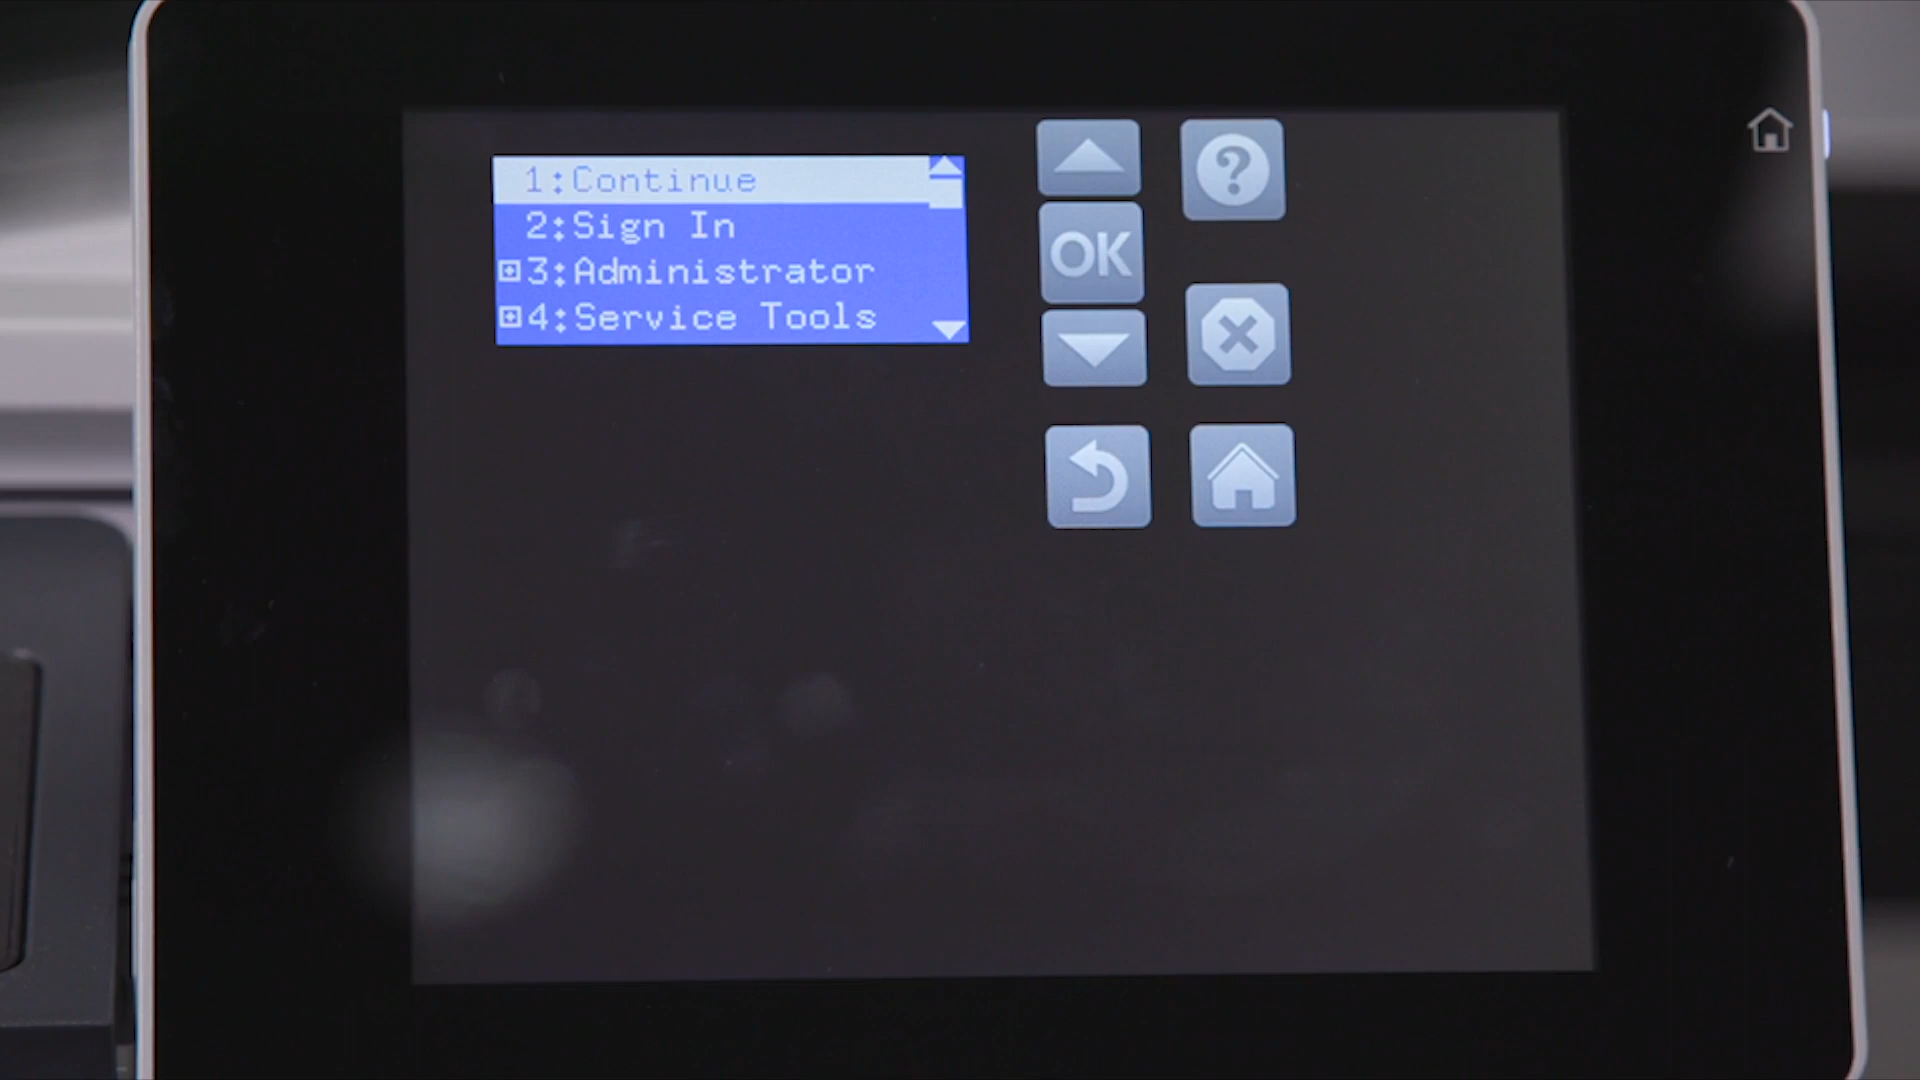 1:Continue
2:Sign In
3:Administrator
4:Service Tools
?
OK